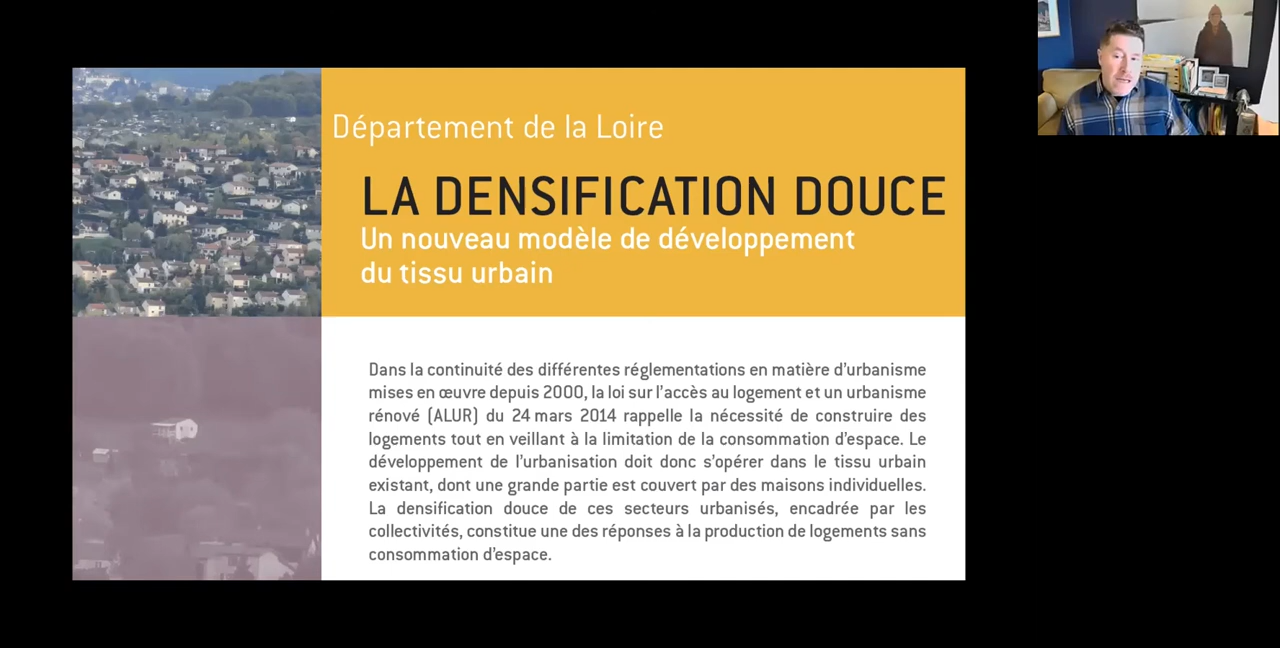 Département de la Loire
LA DENSIFICATION DOUCE
Un nouveau modèle de développement
du tissu urbain
Dans la continuité des différentes réglementations en matière d'urbanisme
mises en œuvre depuis 2000, la loi sur l'accès au logement et un urbanisme
rénové (ALUR) du 24 mars 2014 rappelle la nécessité de construire des
logements tout en veillant à la limitation de la consommation d'espace. Le
développement de l'urbanisation doit donc s'opérer dans le tissu urbain
existant, dont une grande partie est couvert par des maisons individuelles.
La densification douce de ces secteurs urbanisés, encadrée par les
collectivités, constitue une des réponses à la production de logements sans
consommation d'espace.